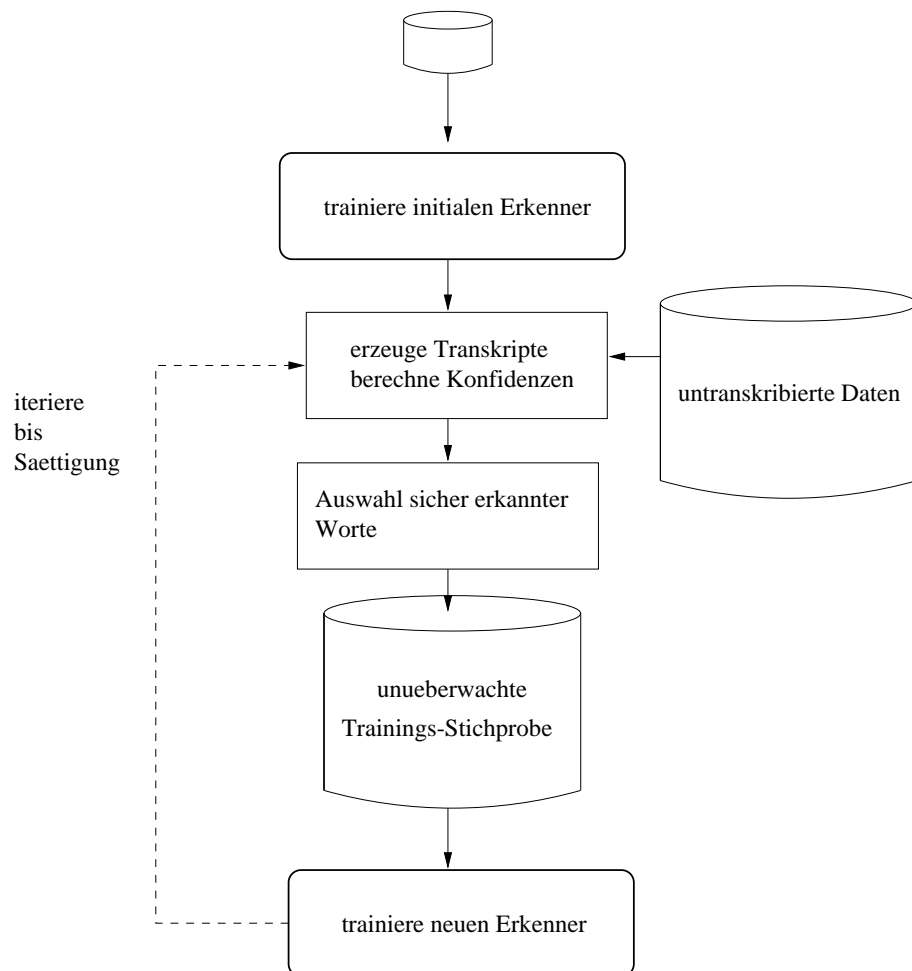 trainiere initialen Erkenner
erzeuge Transkripte
berechne Konfidenzen
untranskribierte Daten
iteriere
bis
Saettigung
Auswahl sicher erkannter
Worte
unueberwachte
Trainings-Stichprobe
trainiere neuen Erkenner